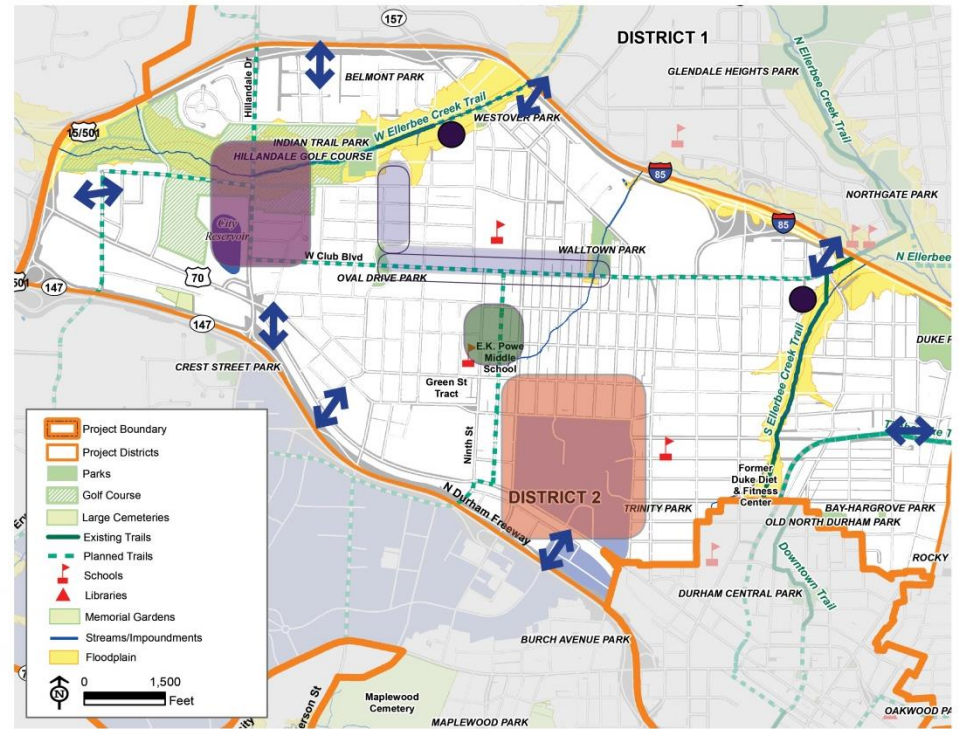 157
DISTRICT 1
N Ellerbee Creek Trail
GLENDALE HEIGHTS PARK
Hillandale Dr
BELMONT PARK
W Ellerbee Creek Trail
WESTOVER PARK
15/501
INDIAN TRAIL PARK
HILLANDALE GOLF COURSE
85
NORTHGATE PARK
85
City
Reservoir
W Club Blvd
WALLTOWN PARK
OVAL DRIVE PARK
N Ellerbee
70
501
147
147
E.K. Powe
Middle
School
S Ellerbee Creek Trail
DUKE P
CREST STREET PARK
Green St
Tract
Ninth St
N Durham Freeway
DISTRICT 2
TRINITY PARK
Former
Duke Diet
& Fitness
Center
BAY-HARGROVE PARK
OLD NORTH DURHAM PARK
ROCKY
Downtown Trail
DURHAM CENTRAL PARK
BURCH AVENUE PARK
Maplewood
Cemetery
MAPLEWOOD PARK
OAKWOOD PA
erson St
Project Boundary
Project Districts
Parks
Golf Course
Large Cemeteries
Existing Trails
Planned Trails
Schools
Libraries
Memorial Gardens
Streams/Impoundments
Floodplain
N
0 1,500
Feet